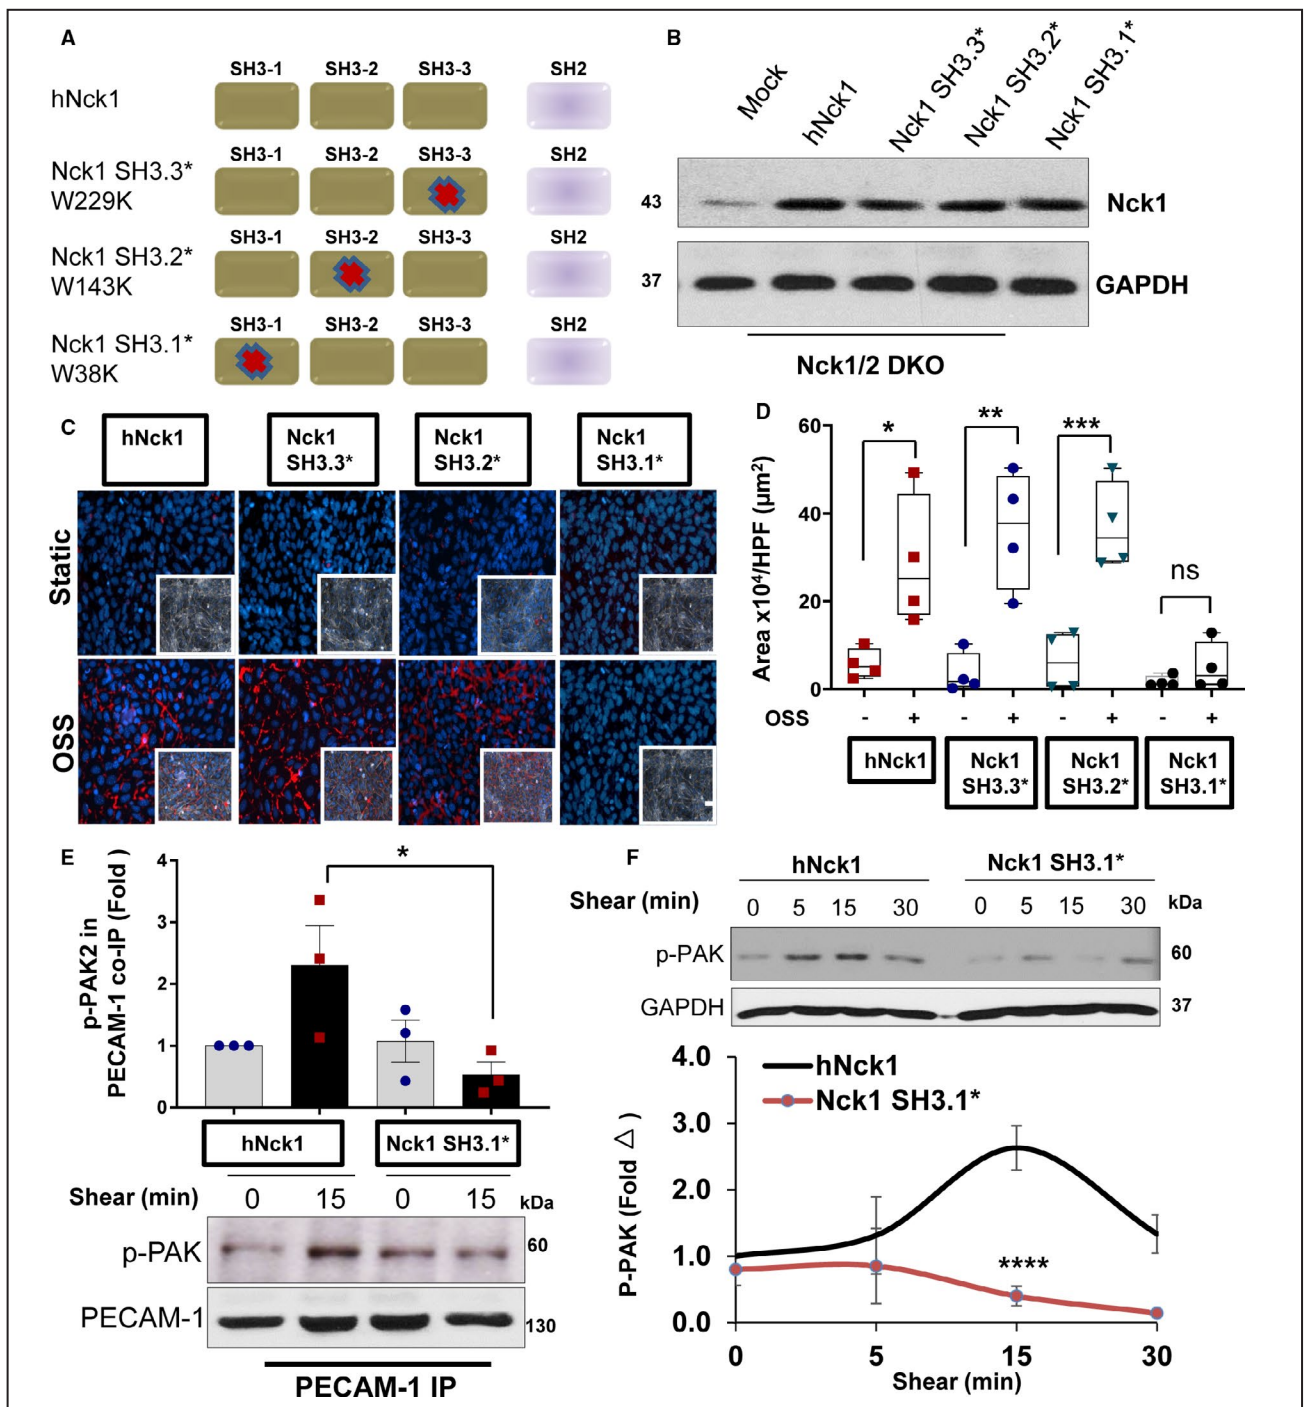 A
SH3-1 SH3-2 SH3-3 SH2
hNck1
SH3-1 SH3-2 SH3-3 SH2
Nck1 SH3.3*
W229K
SH3-1 SH3-2 SH3-3 SH2
Nck1 SH3.2*
W143K
SH3-1 SH3-2 SH3-3 SH2
Nck1 SH3.1*
W38K
B
Mock hNck1 Nck1 SH3.3* Nck1 SH3.2* Nck1 SH3.1*
43 Nck1
37 GAPDH
Nck1/2 DKO
C
hNck1
Nck1
SH3.3*
Nck1
SH3.2*
Nck1
SH3.1*
Static
OSS
D
Area x10⁴/HPF (µm²)
60
40
20
0
* ** *** ns
OSS - + - + - + - +
hNck1
Nck1
SH3.3*
Nck1
SH3.2*
Nck1
SH3.1*
E
p-PAK2 in
PECAM-1 co-IP (Fold )
4
3
2
1
0
*
hNck1 Nck1 SH3.1*
Shear (min) 0 15 0 15 kDa
p-PAK 60
PECAM-1 130
PECAM-1 IP
F
hNck1 Nck1 SH3.1*
Shear (min) 0 5 15 30 0 5 15 30 kDa
p-PAK 60
GAPDH 37
P-PAK (Fold △ )
4.0
3.0
2.0
1.0
0.0
hNck1
Nck1 SH3.1*
****
0 5 15 30
Shear (min)